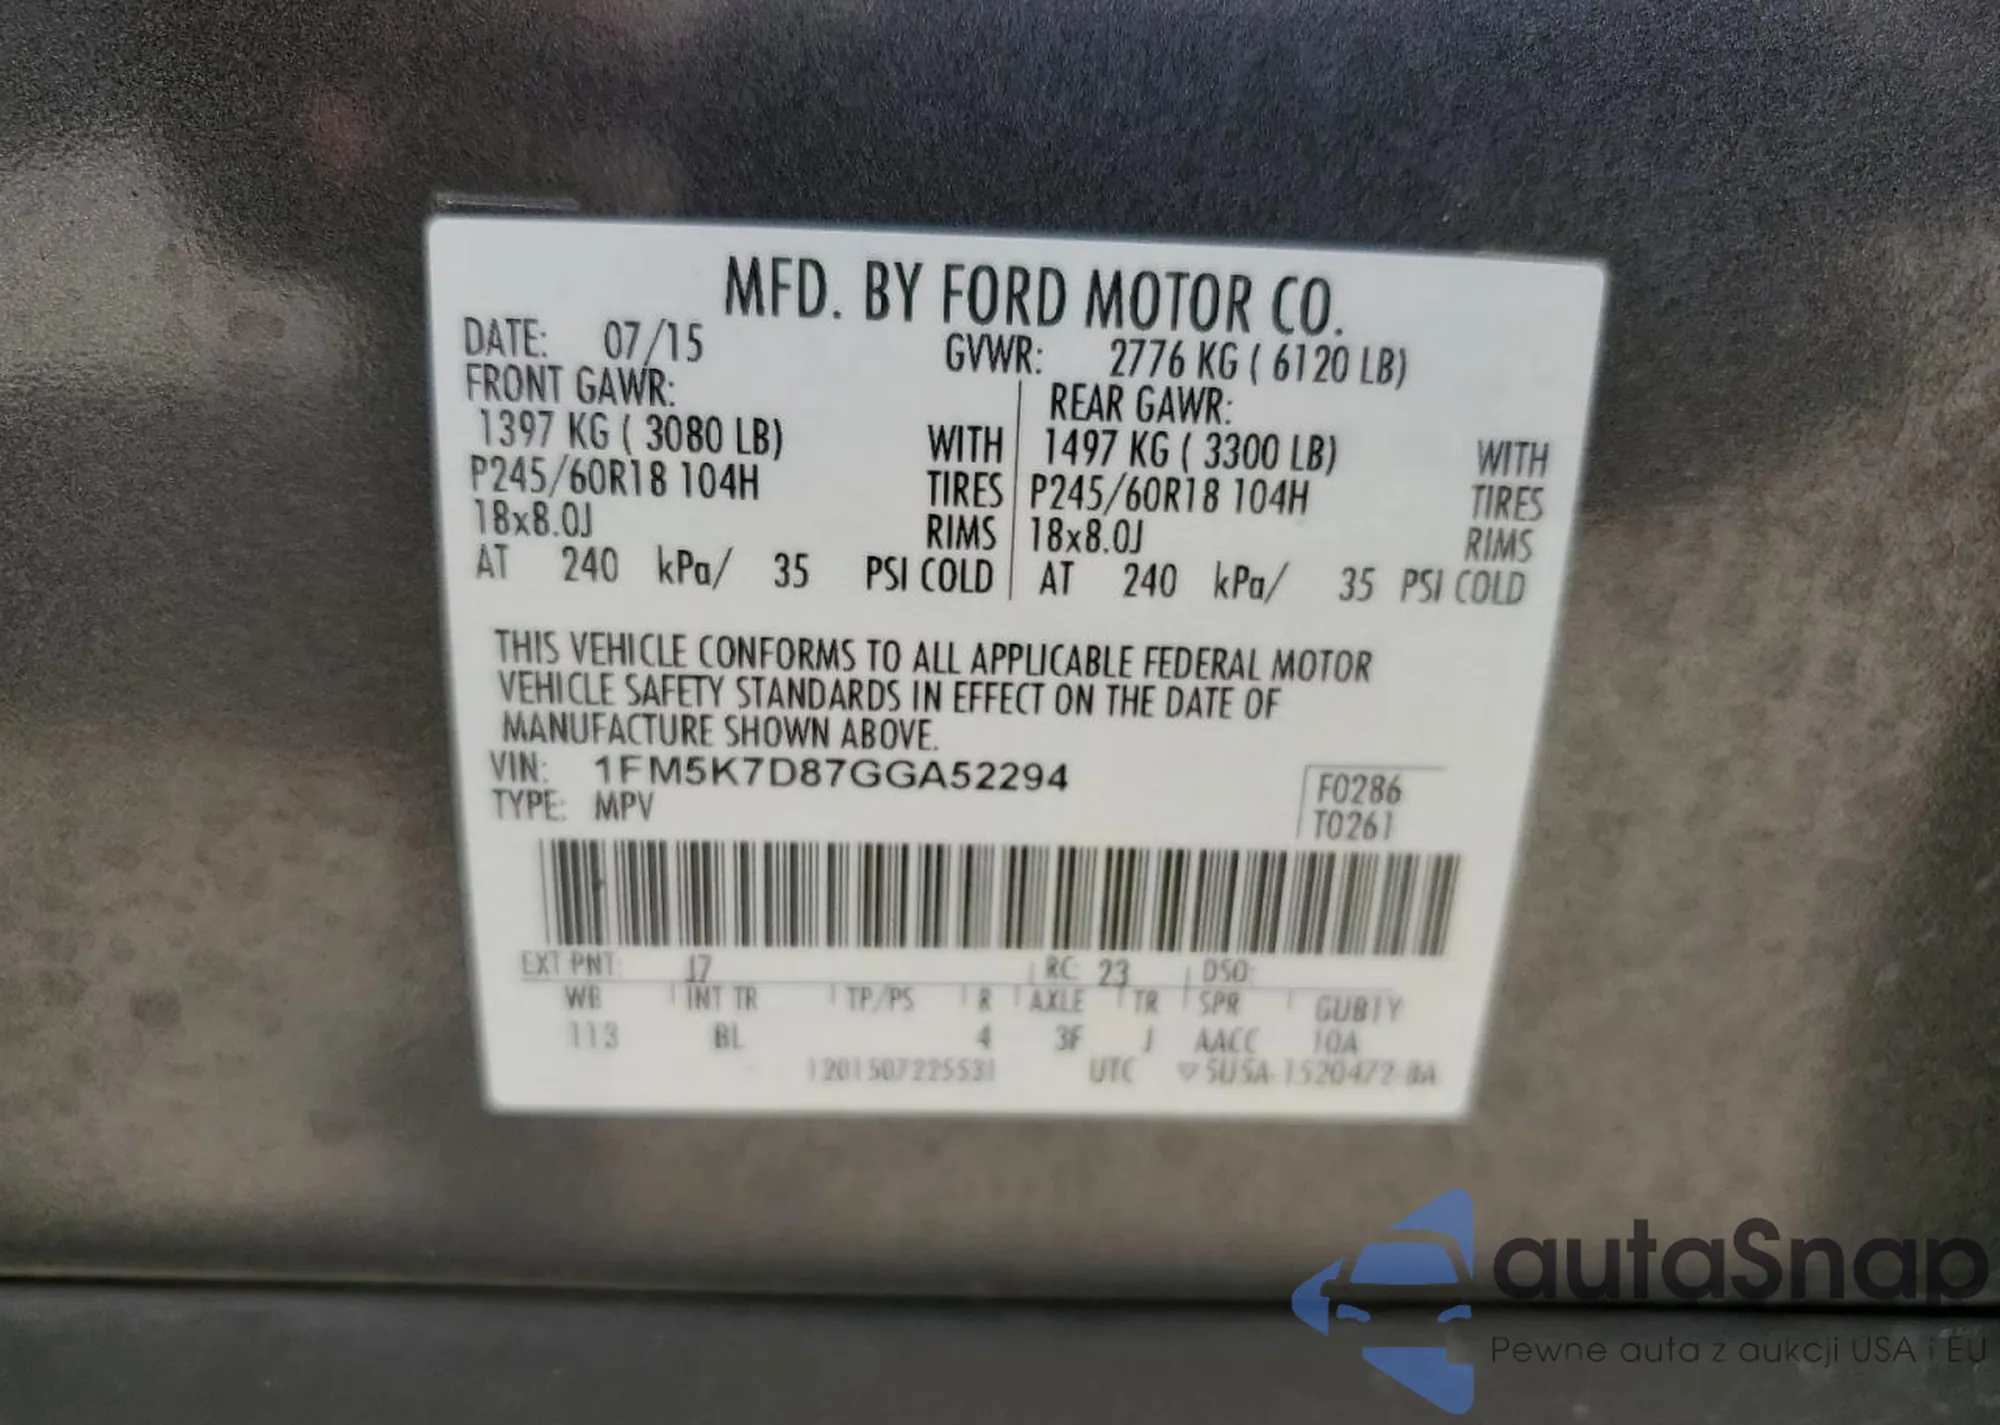 MFD. BY FORD MOTOR CO.
DATE: 07/15 GVWR: 2776 KG ( 6120 LB)
FRONT GAWR: REAR GAWR:
1397 KG ( 3080 LB) WITH 1497 KG ( 3300 LB) WITH
P245/60R18 104H TIRES P245/60R18 104H TIRES
18x8.0J RIMS 18x8.0J RIMS
AT 240 kPa/ 35 PSI COLD AT 240 kPa/ 35 PSI COLD
THIS VEHICLE CONFORMS TO ALL APPLICABLE FEDERAL MOTOR
VEHICLE SAFETY STANDARDS IN EFFECT ON THE DATE OF
MANUFACTURE SHOWN ABOVE.
VIN: 1FM5K7D87GGA52294
TYPE: MPV
F0286
T0261
EXT PNT: J7 RC: 23 DSO:
WB INT TR TP/PS R AXLE TR SPR GUBTY
113 BL 4 3F J AACC 10A
1201507225531 UTC ▽ 5U5A-1520472-BA
autaSnap
Pewne auta z aukcji USA i EU